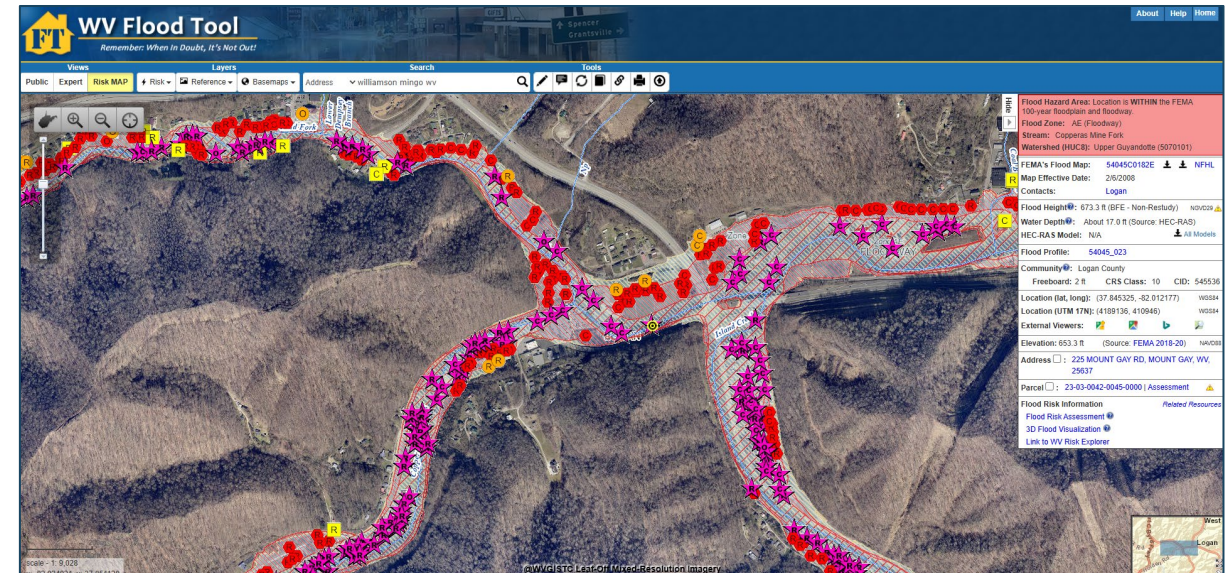 About Help Home
WV Flood Tool
FT
Remember: When In Doubt, It's Not Out!
Spencer
Grantsville
Views Layers Search Tools
Public Expert Risk MAP Risk Reference Basemaps Address williamson mingo wv
Hide
Flood Hazard Area: Location is WITHIN the FEMA
100-year floodplain and floodway.
Flood Zone: AE (Floodway)
Stream: Copperas Mine Fork
Watershed (HUC8): Upper Guyandotte (5070101)
FEMA's Flood Map: 54045C0182E NFHL
Map Effective Date: 2/6/2008
Contacts: Logan
Flood Height: 673.3 ft (BFE - Non-Restudy) NGVD29
Water Depth: About 17.0 ft (Source: HEC-RAS)
HEC-RAS Model: N/A All Models
Flood Profile: 54045_023
Community: Logan County
Freeboard: 2 ft CRS Class: 10 CID: 545536
Location (lat, long): (37.845325, -82.012177) WGS84
Location (UTM 17N): (4189136, 410946) WGS84
External Viewers:
Elevation: 653.3 ft (Source: FEMA 2018-20) NAVD88
Address : 225 MOUNT GAY RD, MOUNT GAY, WV,
25637
Parcel : 23-03-0042-0045-0000 | Assessment
Flood Risk Information Related Resources
Flood Risk Assessment
3D Flood Visualization
Link to WV Risk Explorer
Lower
Dempsey
Branch
Fork
Zone
Island Cr
West
Logan
scale - 1: 9,028
@WVGISTC Leaf-Off Mixed-Resolution Imagery